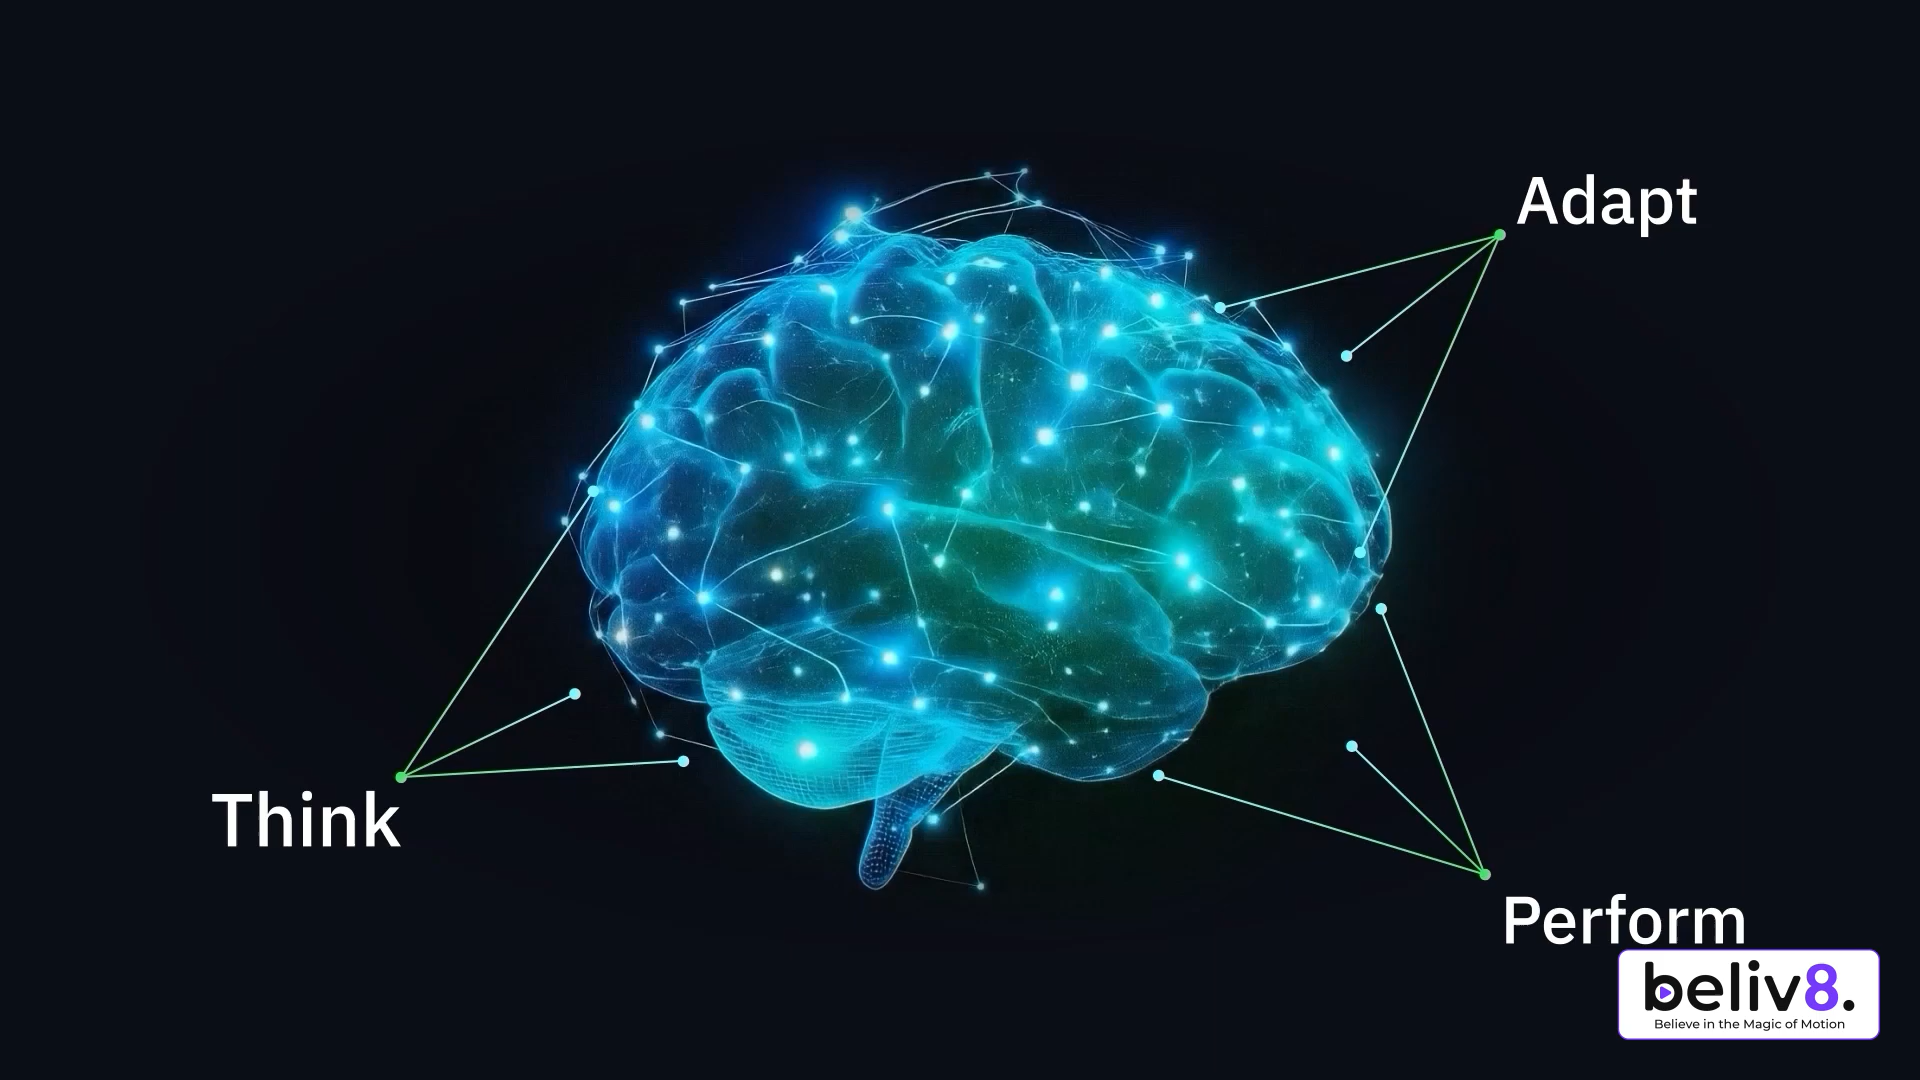 Adapt
Think
Perform
beliv8.
Believe in the Magic of Motion